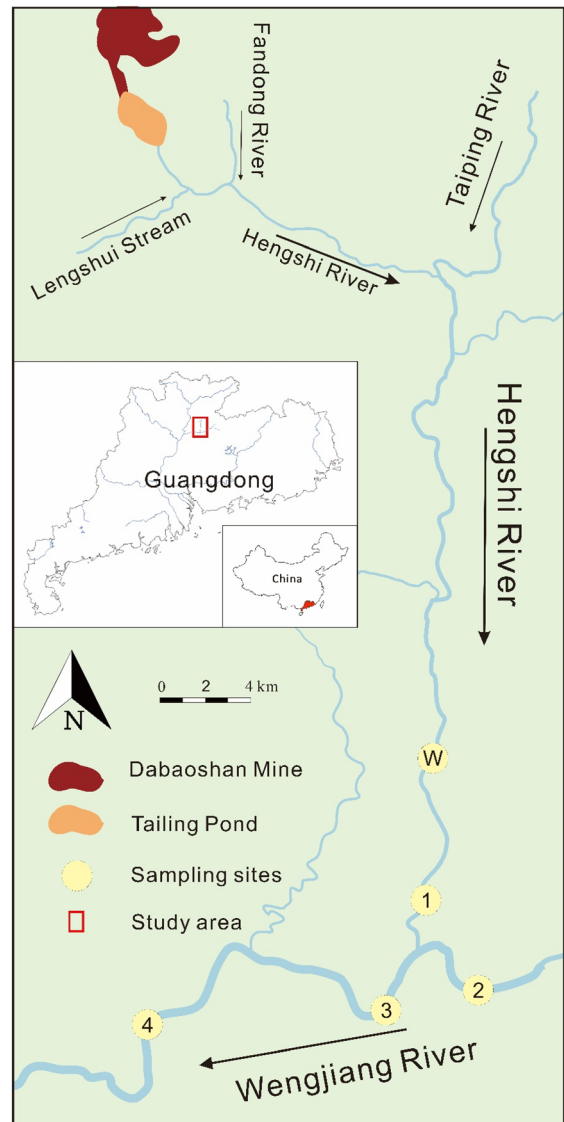 Fandong River
Taiping River
Lengshui Stream
Hengshi River
Hengshi River
Guangdong
China
N
0 2 4 km
Dabaoshan Mine
Tailing Pond
Sampling sites
Study area
W
1
2
3
4
Wengjiang River